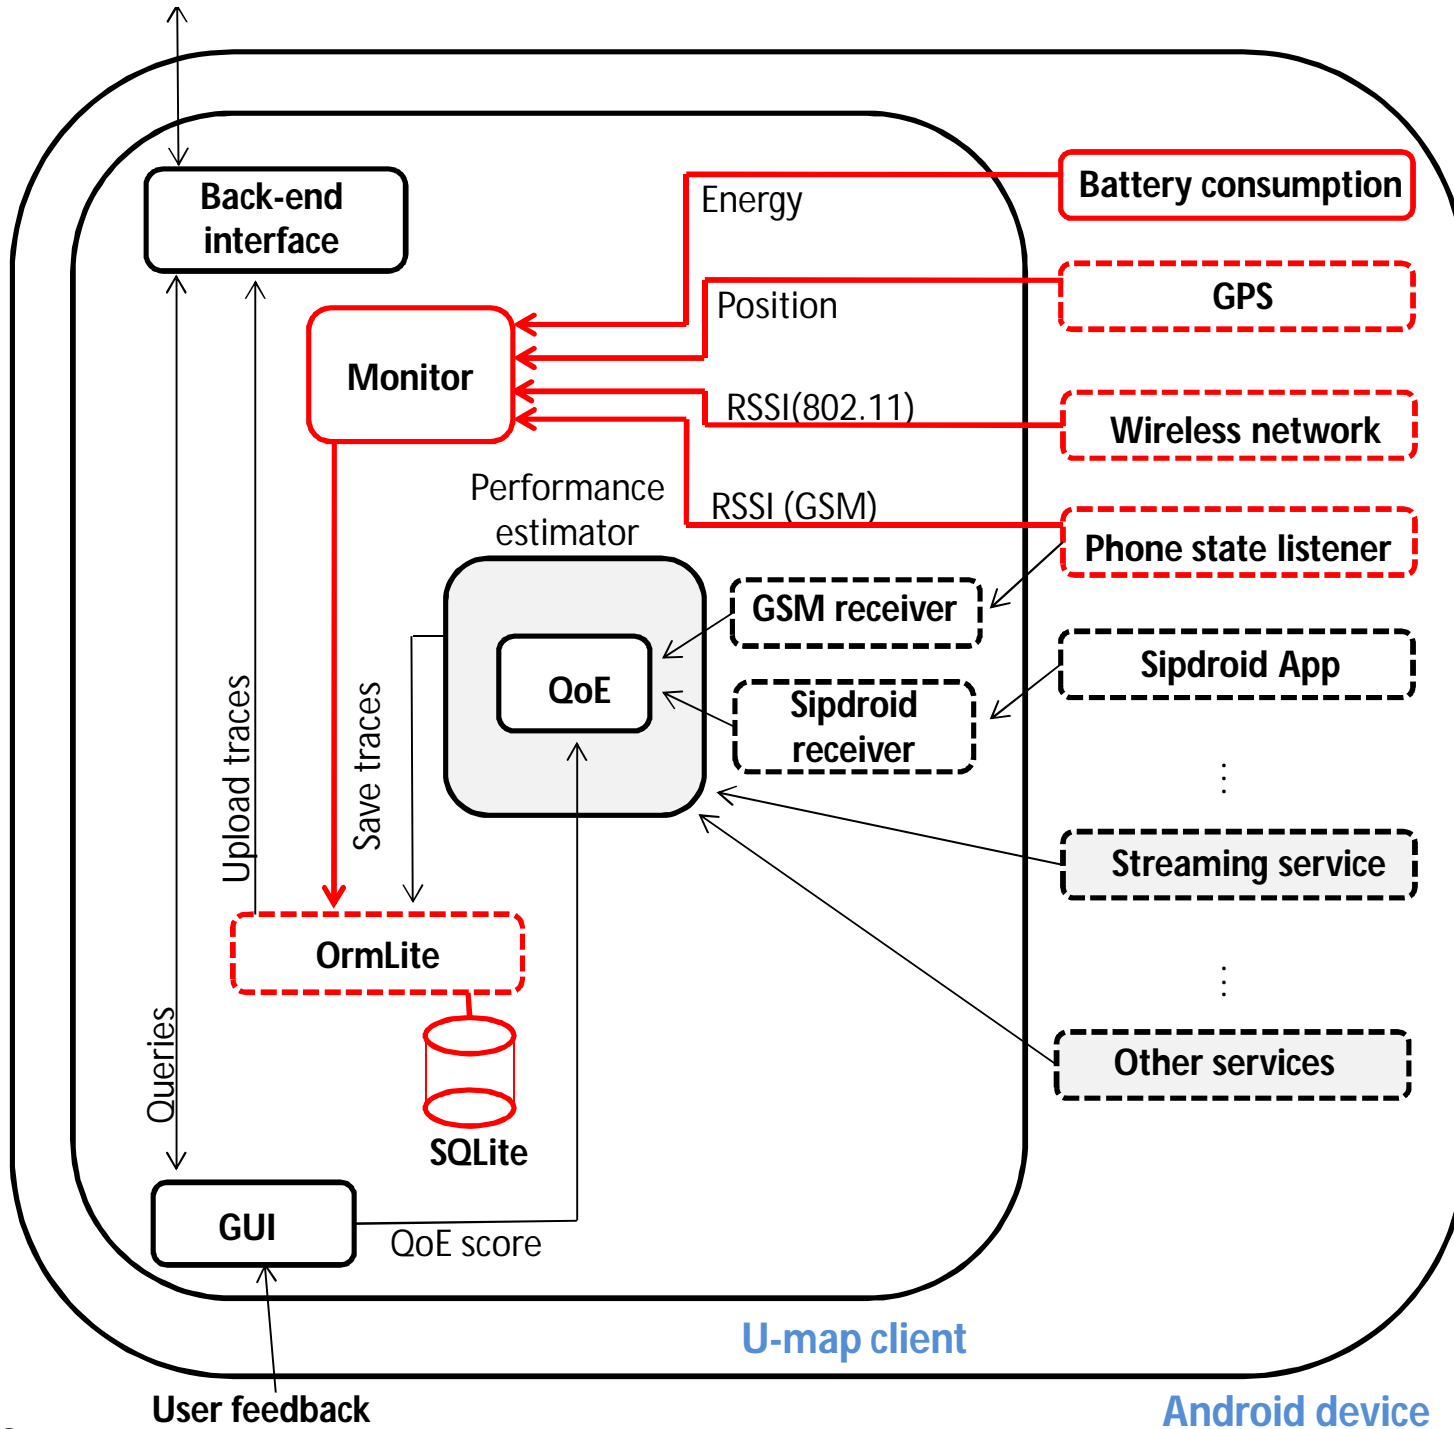 Back-end
interface
Battery consumption
Energy
GPS
Position
Monitor
RSSI(802.11)
Wireless network
Performance
estimator
RSSI (GSM)
Phone state listener
GSM receiver
Sipdroid App
QoE
Sipdroid
receiver
Upload traces
Save traces
Streaming service
OrmLite
Queries
Other services
SQLite
GUI
QoE score
U-map client
User feedback
Android device